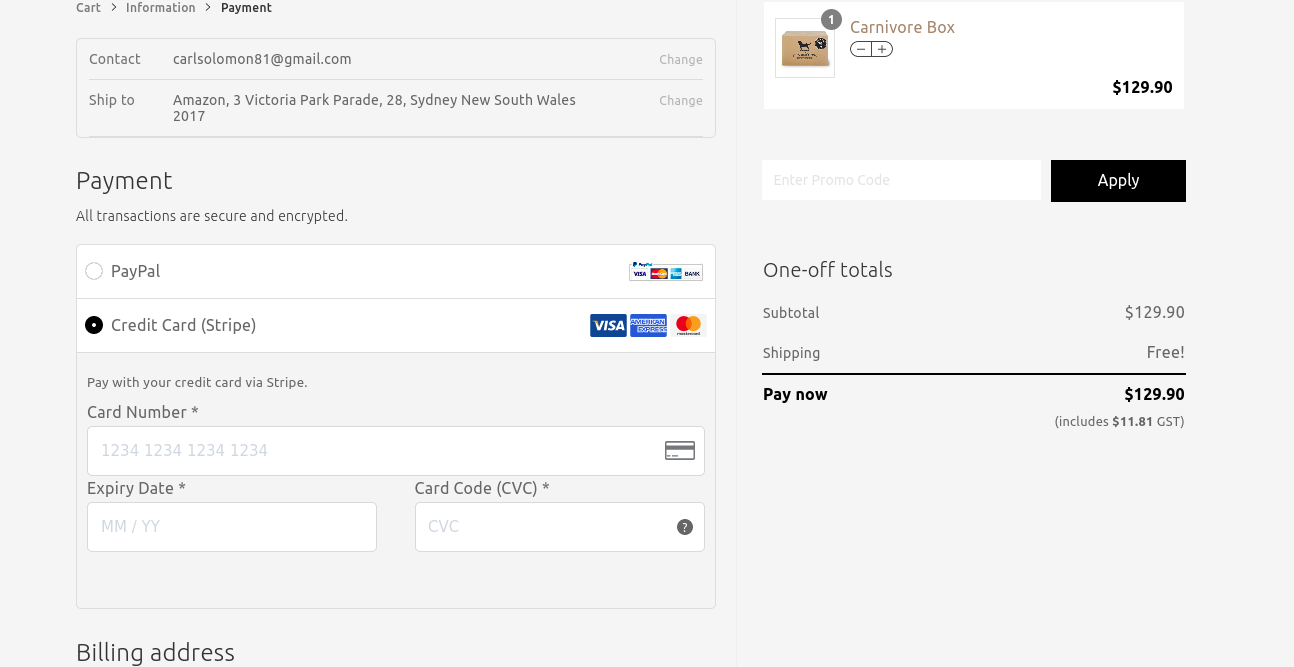 Cart > Information > Payment
Contact carlsolomon81@gmail.com Change
Ship to Amazon, 3 Victoria Park Parade, 28, Sydney New South Wales 2017 Change
Payment
All transactions are secure and encrypted.
PayPal PayPal VISA MasterCard BANK
Credit Card (Stripe) VISA AMERICAN EXPRESS mastercard
Pay with your credit card via Stripe.
Card Number *
1234 1234 1234 1234
Expiry Date * Card Code (CVC) *
MM / YY CVC ?
Billing address
1
Carnivore Box
− +
$129.90
Enter Promo Code Apply
One-off totals
Subtotal $129.90
Shipping Free!
Pay now $129.90
(includes $11.81 GST)